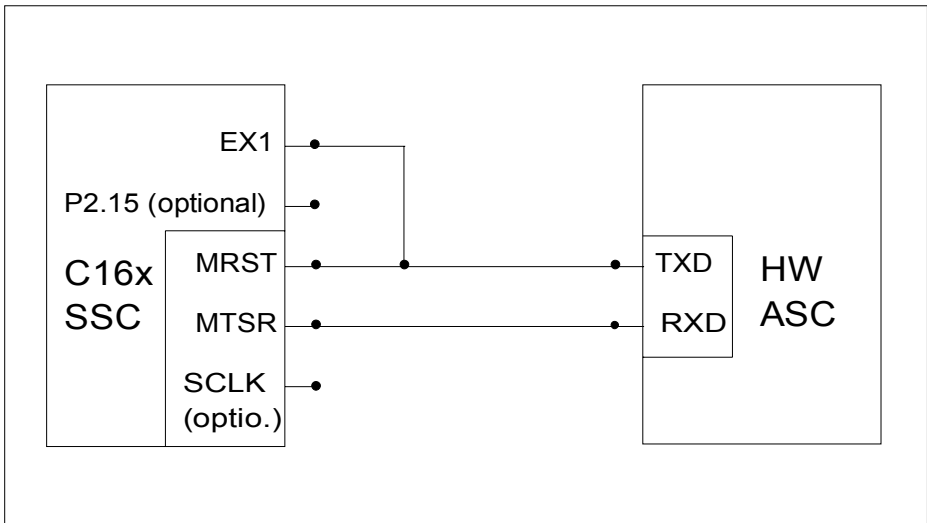 EX1
P2.15 (optional)
C16x
SSC
MRST
MTSR
SCLK
(optio.)
TXD
RXD
HW
ASC